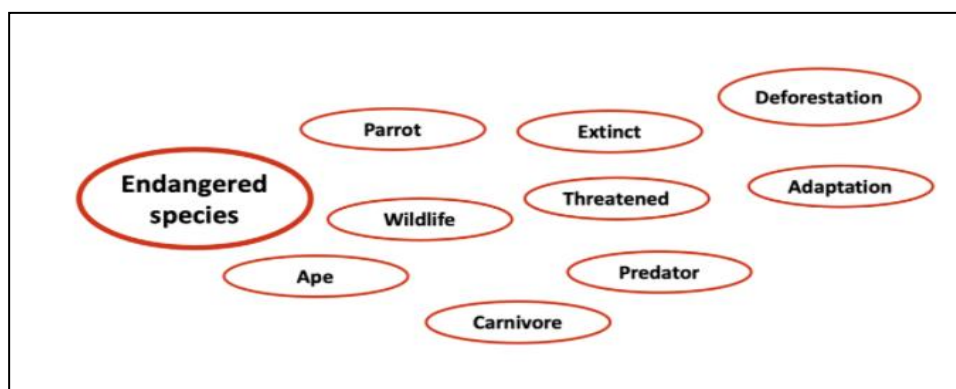 Deforestation
Parrot
Extinct
Endangered
species
Adaptation
Threatened
Wildlife
Ape
Predator
Carnivore